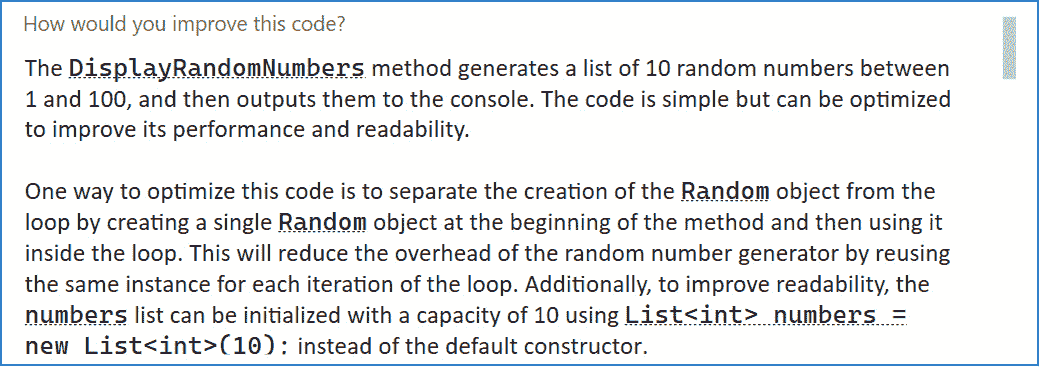 How would you improve this code?
The DisplayRandomNumbers method generates a list of 10 random numbers between
1 and 100, and then outputs them to the console. The code is simple but can be optimized
to improve its performance and readability.
One way to optimize this code is to separate the creation of the Random object from the
loop by creating a single Random object at the beginning of the method and then using it
inside the loop. This will reduce the overhead of the random number generator by reusing
the same instance for each iteration of the loop. Additionally, to improve readability, the
numbers list can be initialized with a capacity of 10 using List<int> numbers =
new List<int>(10): instead of the default constructor.